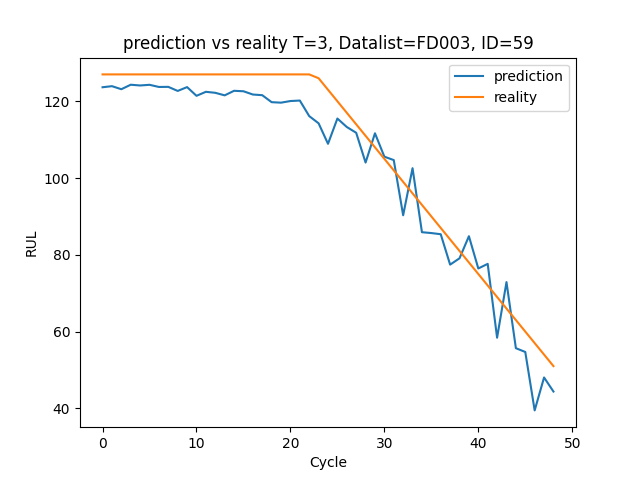 prediction vs reality T=3, Datalist=FD003, ID=59
prediction
reality
120
100
80
60
40
RUL
0 10 20 30 40 50
Cycle